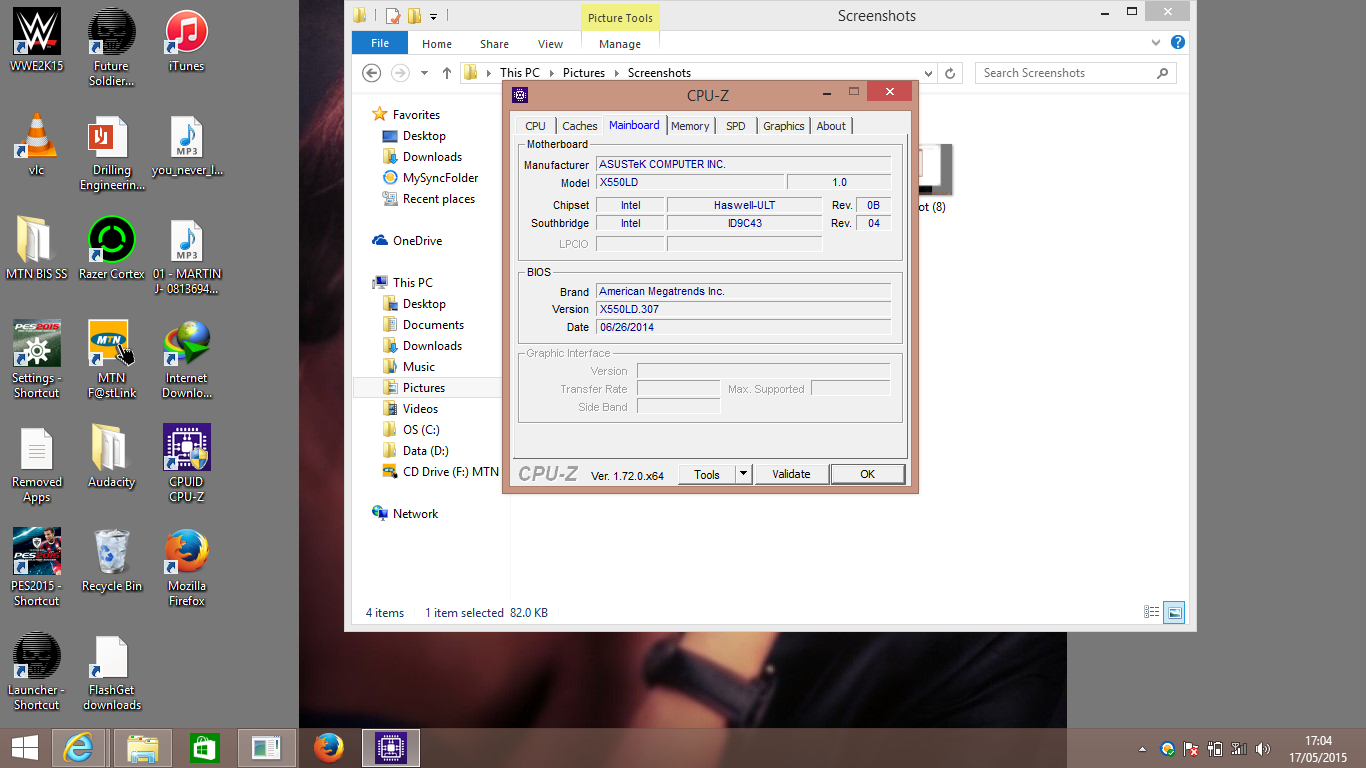 WWE2K15
Future
Soldier...
iTunes
vlc
Drilling
Engineerin...
MP3
you_never_l...
MTN BIS SS
Razer Cortex
MP3
01 - MARTIN
J- 0813694...
PES2015
Settings -
Shortcut
MTN
MTN
F@stLink
Internet
Downlo...
Removed
Apps
Audacity
CPUID
CPU-Z
PES2015
PES2015 -
Shortcut
Recycle Bin
Mozilla
Firefox
Launcher -
Shortcut
FlashGet
downloads
Picture Tools
Screenshots
File
Home
Share
View
Manage
This PC
Pictures
Screenshots
Search Screenshots
Favorites
Desktop
Downloads
MySyncFolder
Recent places
OneDrive
This PC
Desktop
Documents
Downloads
Music
Pictures
Videos
OS (C:)
Data (D:)
CD Drive (F:) MTN
Network
ot (8)
4 items
1 item selected 82.0 KB
CPU-Z
CPU
Caches
Mainboard
Memory
SPD
Graphics
About
Motherboard
Manufacturer ASUSTeK COMPUTER INC.
Model X550LD 1.0
Chipset Intel Haswell-ULT Rev. 0B
Southbridge Intel ID9C43 Rev. 04
LPCIO
BIOS
Brand American Megatrends Inc.
Version X550LD.307
Date 06/26/2014
Graphic Interface
Version
Transfer Rate Max. Supported
Side Band
CPU-Z Ver. 1.72.0.x64 Tools Validate OK
17:04
17/05/2015